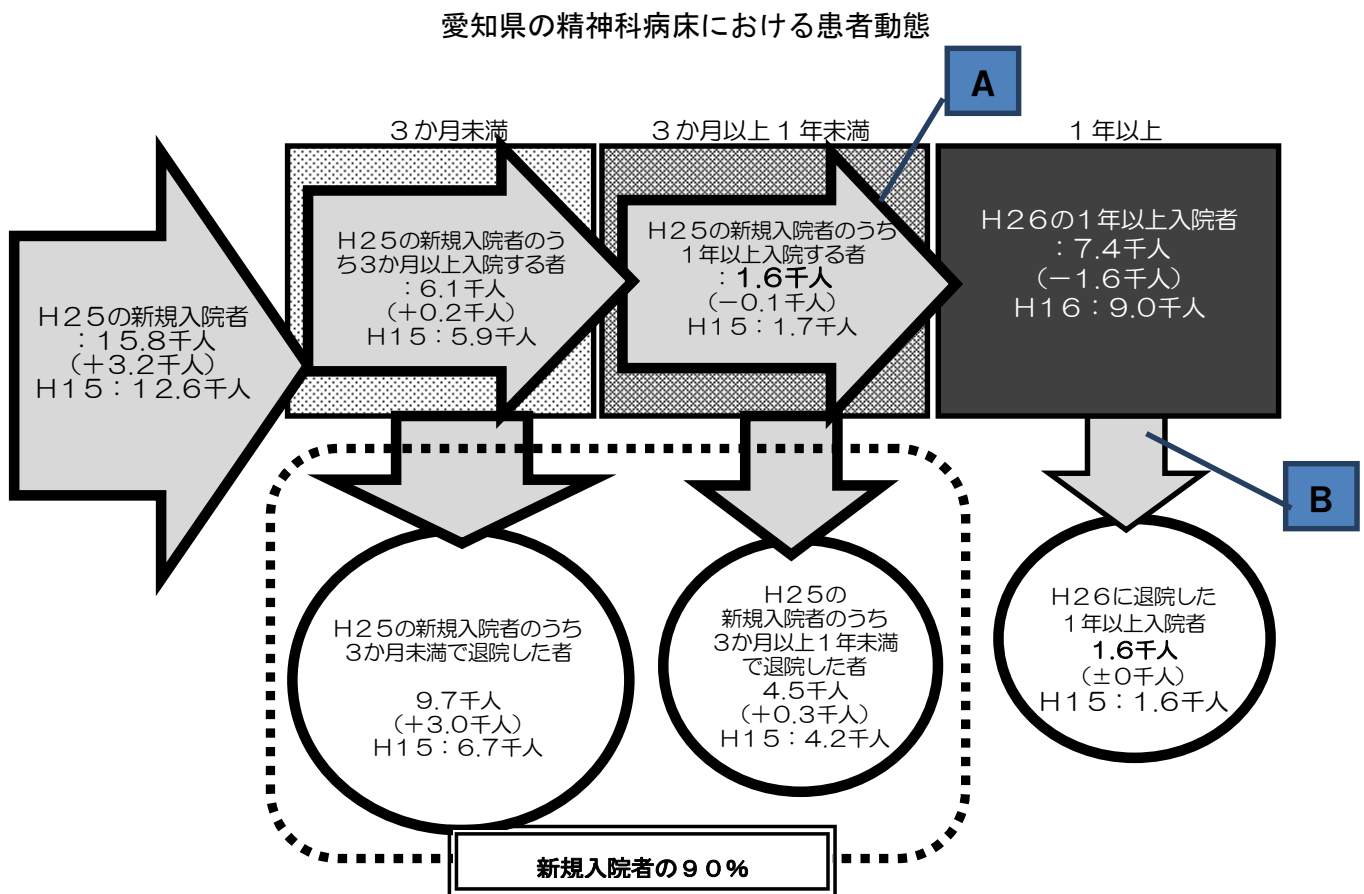 愛知県の精神科病床における患者動態
A
3か月未満
3か月以上1年未満
1年以上
H25の新規入院者
:15.8千人
(+3.2千人)
H15:12.6千人
H25の新規入院者のう
ち3か月以上入院する者
:6.1千人
(+0.2千人)
H15:5.9千人
H25の新規入院者のうち
1年以上入院する者
:1.6千人
(-0.1千人)
H15:1.7千人
H26の1年以上入院者
:7.4千人
(-1.6千人)
H16:9.0千人
B
H25の新規入院者のうち
3か月未満で退院した者
9.7千人
(+3.0千人)
H15:6.7千人
H25の
新規入院者のうち
3か月以上1年未満
で退院した者
4.5千人
(+0.3千人)
H15:4.2千人
H26に退院した
1年以上入院者
1.6千人
(±0千人)
H15:1.6千人
新規入院者の90%